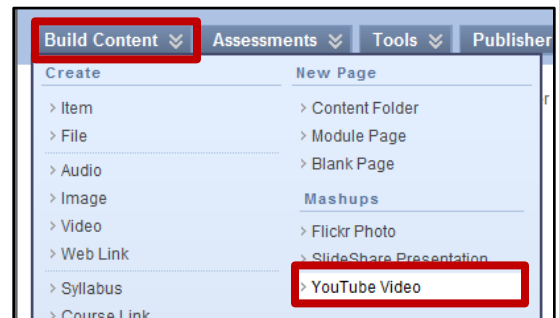 Build Content Assessments Tools Publisher
Create
> Item
> File
> Audio
> Image
> Video
> Web Link
> Syllabus
> Course Link
New Page
> Content Folder
> Module Page
> Blank Page
Mashups
> Flickr Photo
> SlideShare Presentation
> YouTube Video
r